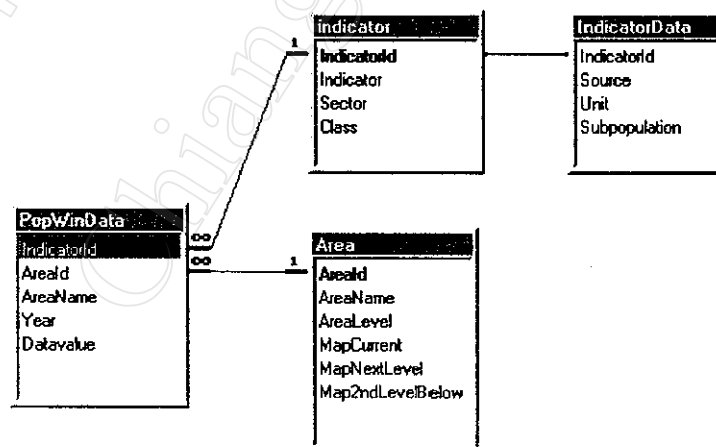 indicator
IndicatorId
Indicator
Sector
Class
IndicatorData
IndicatorId
Source
Unit
Subpopulation
1
PopWinData
IndicatorId
AreaId
AreaName
Year
Datavalue
∞
∞
1
Area
AreaId
AreaName
AreaLevel
MapCurrent
MapNextLevel
Map2ndLevelBelow
Chiang